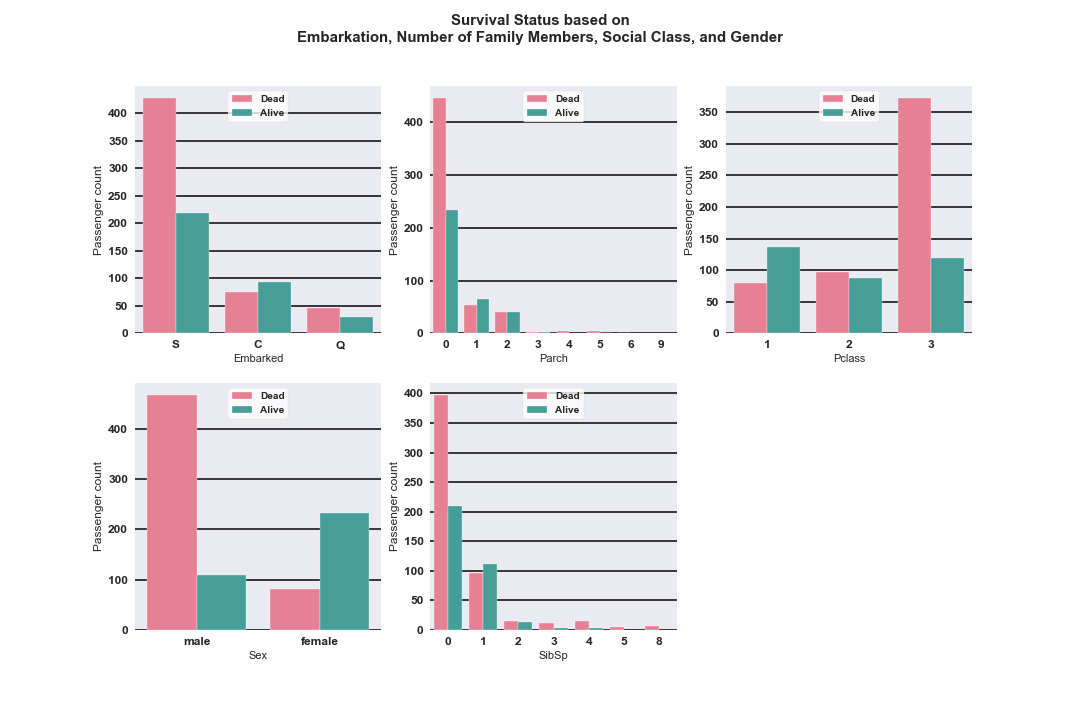 Survival Status based on
Embarkation, Number of Family Members, Social Class, and Gender
Passenger count
400
350
300
250
200
150
100
50
0
Dead
Alive
S C Q
Embarked
Passenger count
400
300
200
100
0
Dead
Alive
0 1 2 3 4 5 6 9
Parch
Passenger count
350
300
250
200
150
100
50
0
Dead
Alive
1 2 3
Pclass
Passenger count
400
300
200
100
0
Dead
Alive
male female
Sex
Passenger count
400
350
300
250
200
150
100
50
0
Dead
Alive
0 1 2 3 4 5 8
SibSp